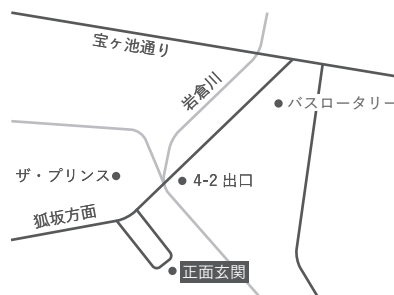 宝ヶ池通り
岩倉川
バスロータリー
ザ・プリンス
4-2 出口
狐坂方面
正面玄関